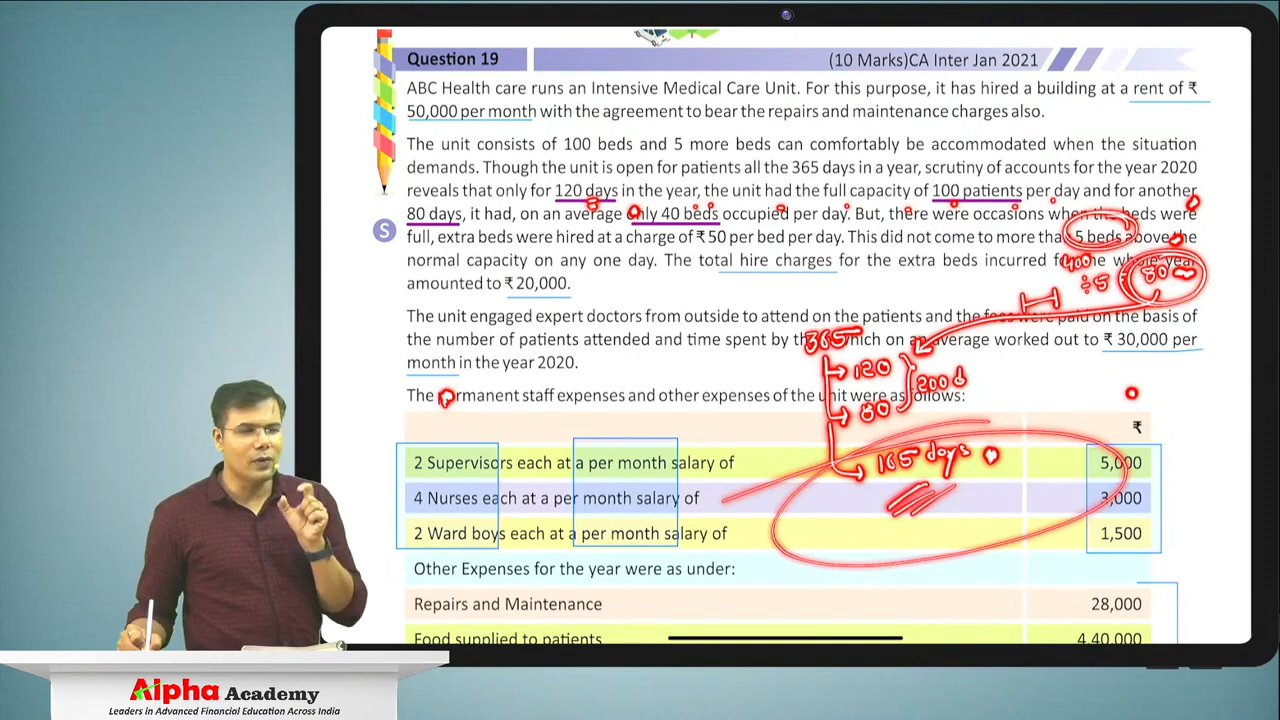 Question 19
(10 Marks)CA Inter Jan 2021
ABC Health care runs an Intensive Medical Care Unit. For this purpose, it has hired a building at a rent of ₹
50,000 per month with the agreement to bear the repairs and maintenance charges also.
The unit consists of 100 beds and 5 more beds can comfortably be accommodated when the situation
demands. Though the unit is open for patients all the 365 days in a year, scrutiny of accounts for the year 2020
reveals that only for 120 days in the year, the unit had the full capacity of 100 patients per day and for another
80 days, it had, on an average only 40 beds occupied per day. But, there were occasions when the beds were
S
full, extra beds were hired at a charge of ₹ 50 per bed per day. This did not come to more than 5 beds above the
normal capacity on any one day. The total hire charges for the extra beds incurred for the whole year
400
÷5
80
amounted to ₹ 20,000.
The unit engaged expert doctors from outside to attend on the patients and the fees were paid on the basis of
the number of patients attended and time spent by which on an average worked out to ₹ 30,000 per
365
month in the year 2020.
120
200d
80
The permanent staff expenses and other expenses of the unit were as follows:
₹
2 Supervisors each at a per month salary of 5,000
165 days
4 Nurses each at a per month salary of 3,000
2 Ward boys each at a per month salary of 1,500
Other Expenses for the year were as under:
Repairs and Maintenance 28,000
Food supplied to patients 4,40,000
Alpha Academy
Leaders in Advanced Financial Education Across India